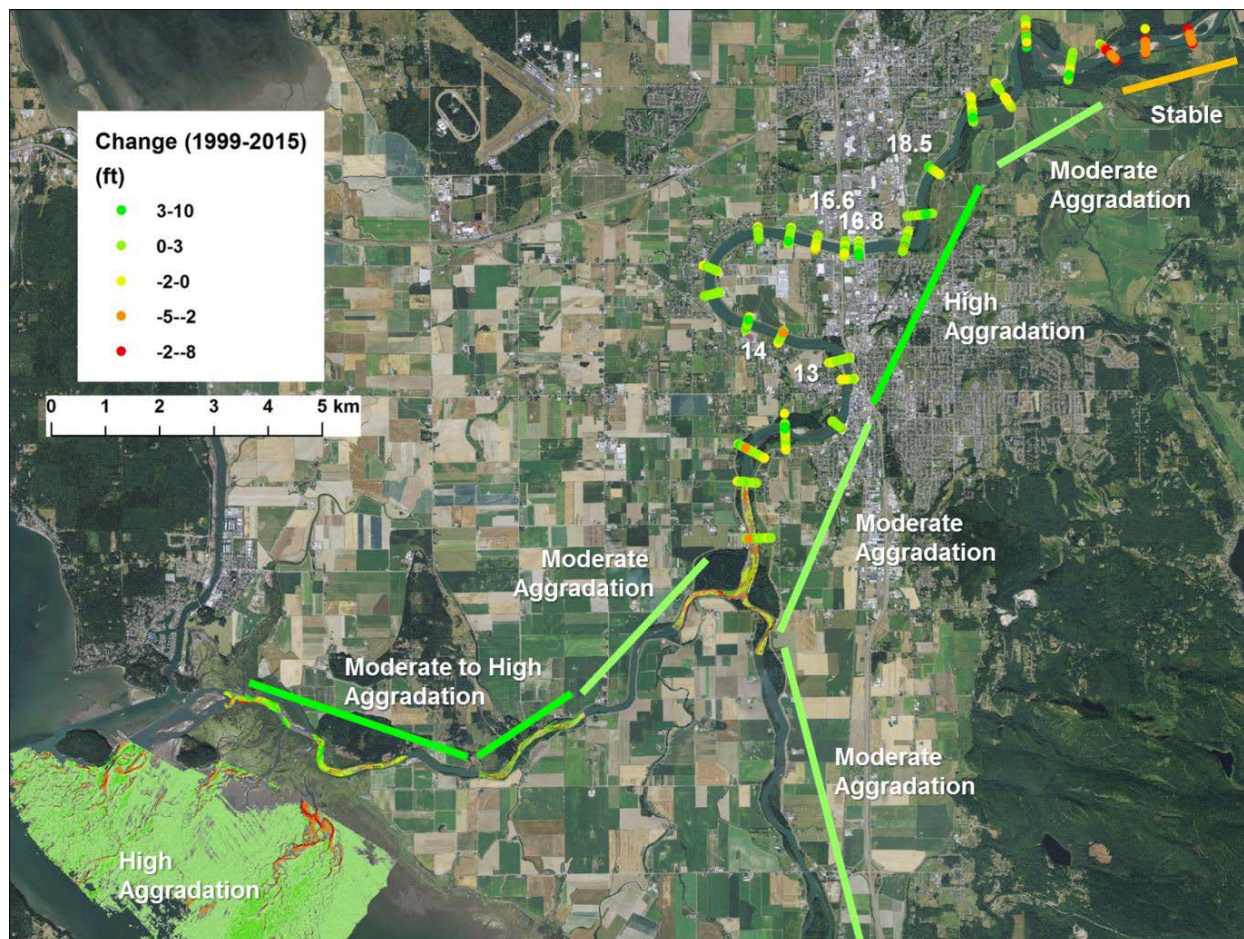 Change (1999-2015)
(ft)
3-10
0-3
-2-0
-5--2
-2--8
0 1 2 3 4 5 km
18.5
16.6
16.8
14
13
Stable
Moderate
Aggradation
High
Aggradation
Moderate
Aggradation
Moderate
Aggradation
Moderate to High
Aggradation
Moderate
Aggradation
High
Aggradation